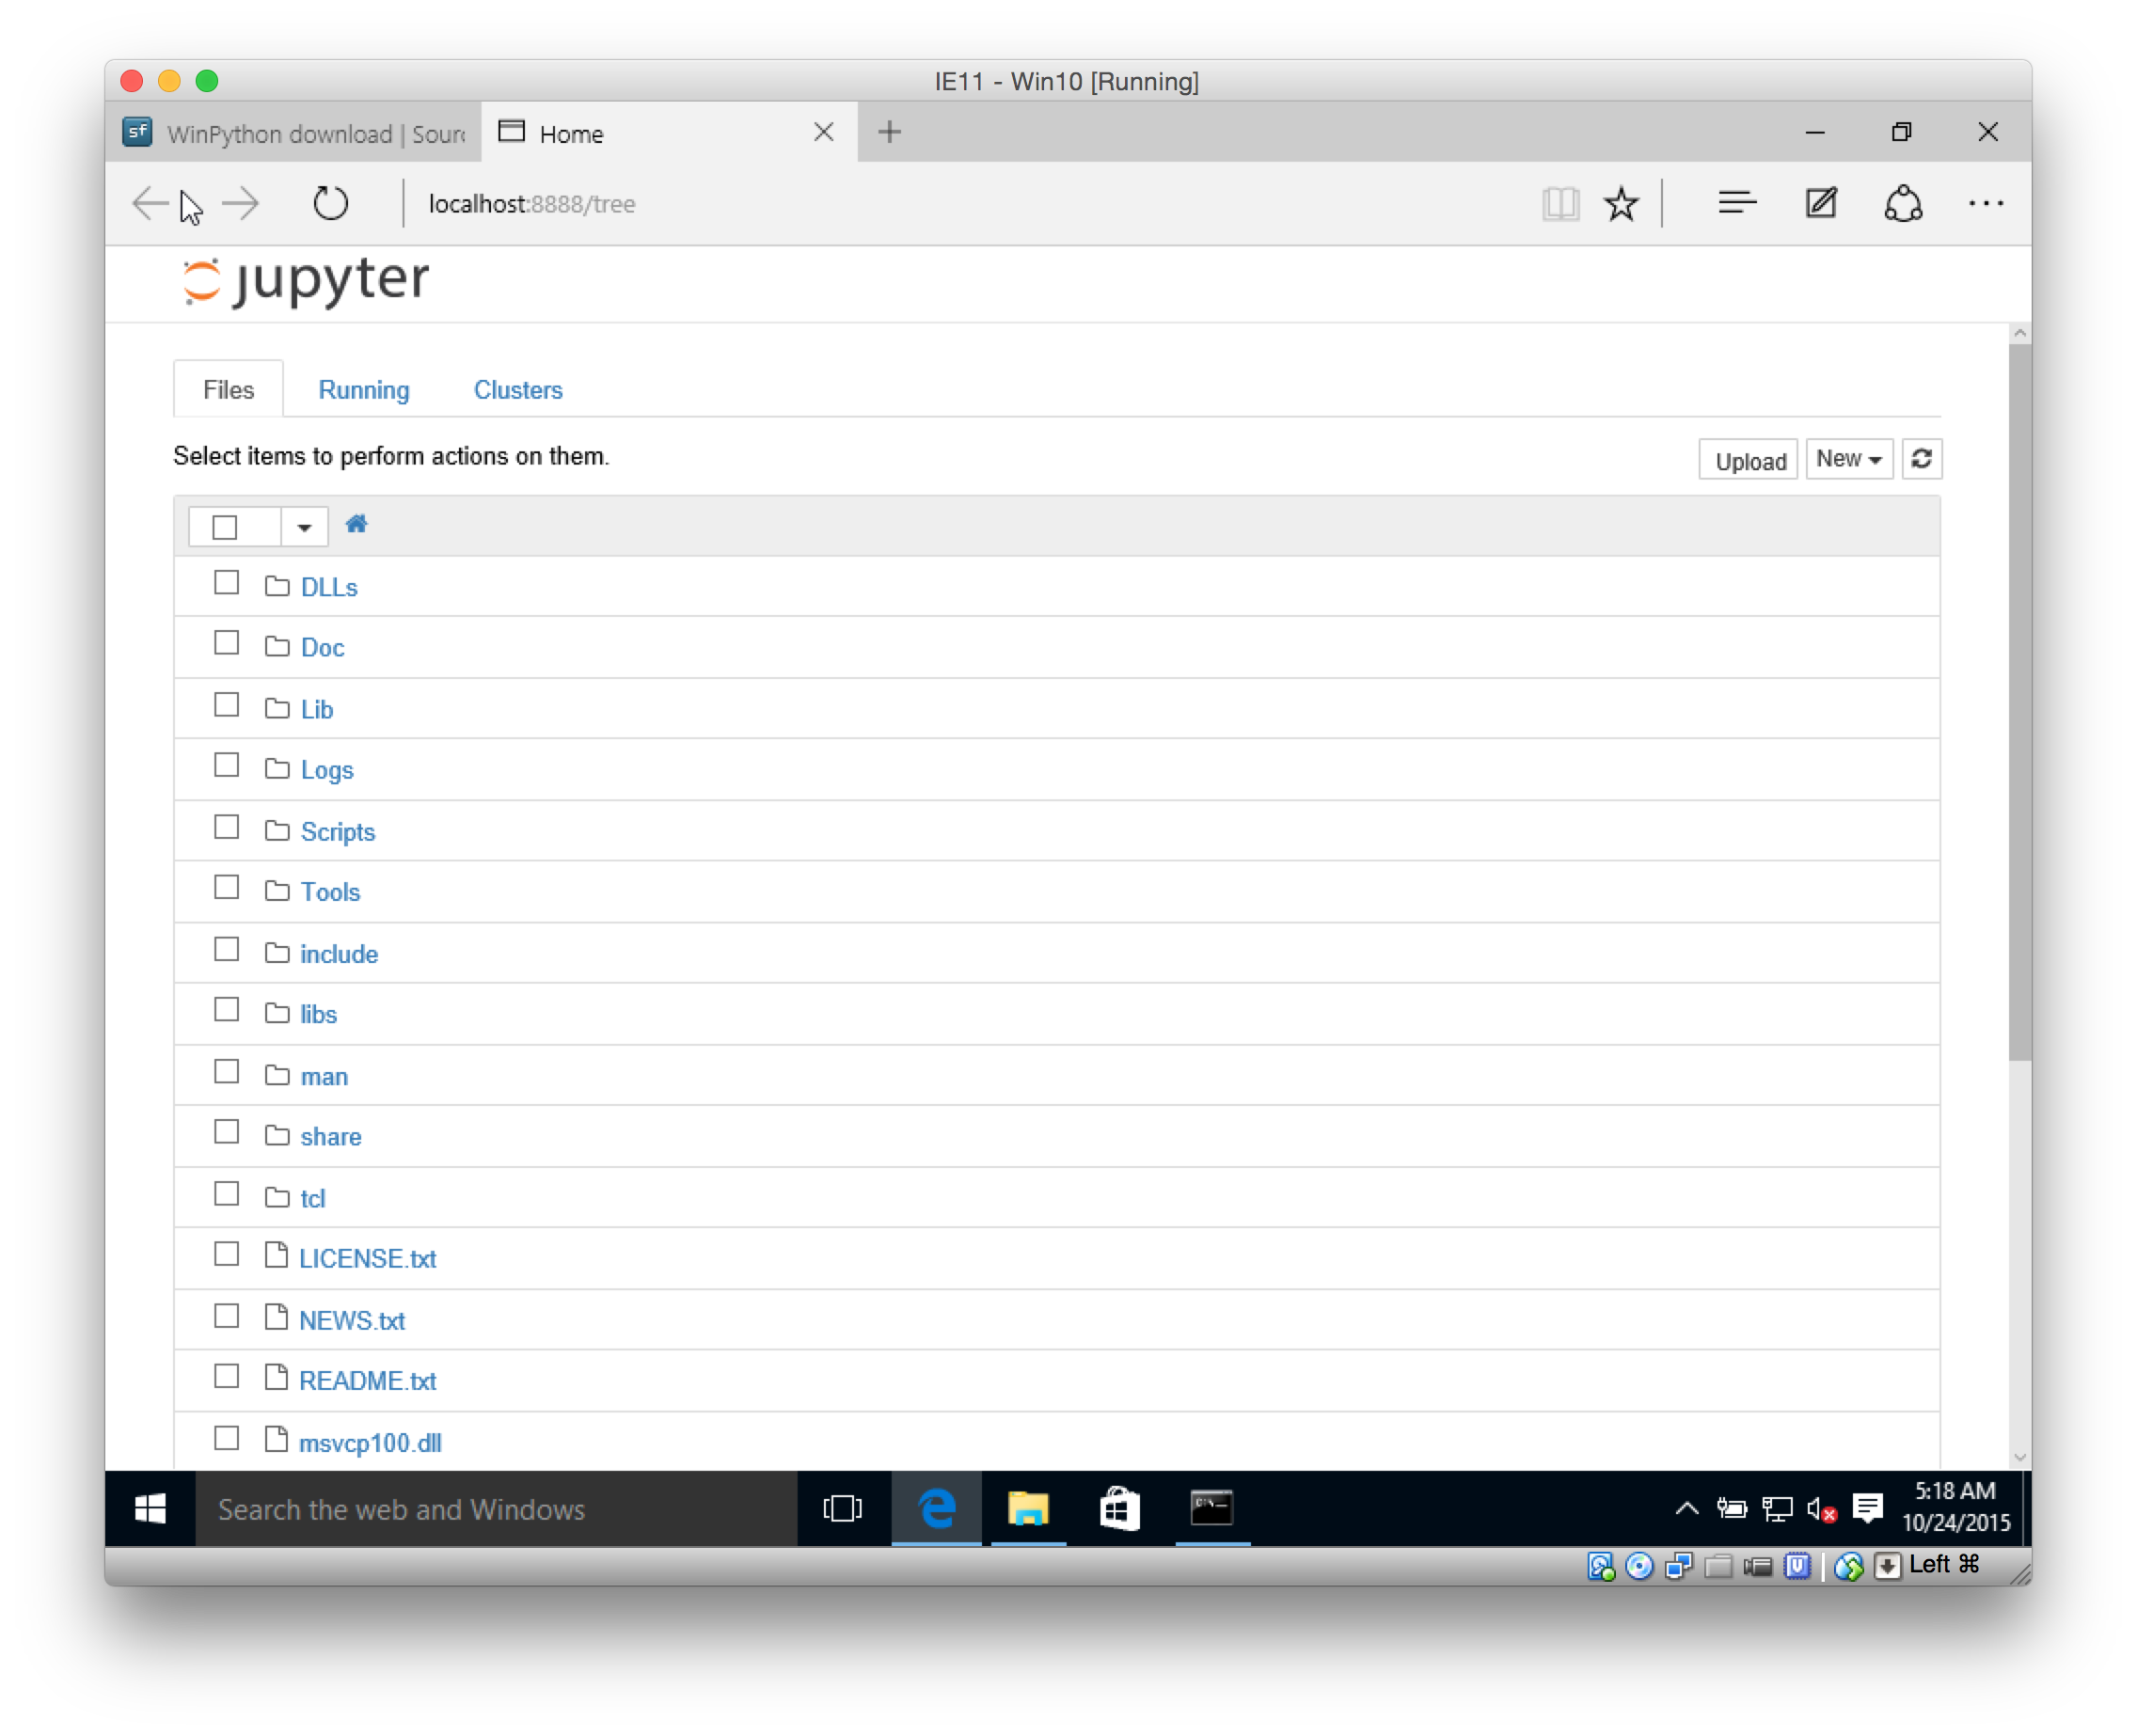 IE11 - Win10 [Running]
sf WinPython download | Sourc
Home
localhost:8888/tree
jupyter
Files Running Clusters
Select items to perform actions on them.
Upload New
DLLs
Doc
Lib
Logs
Scripts
Tools
include
libs
man
share
tcl
LICENSE.txt
NEWS.txt
README.txt
msvcp100.dll
Search the web and Windows
5:18 AM
10/24/2015
Left ⌘